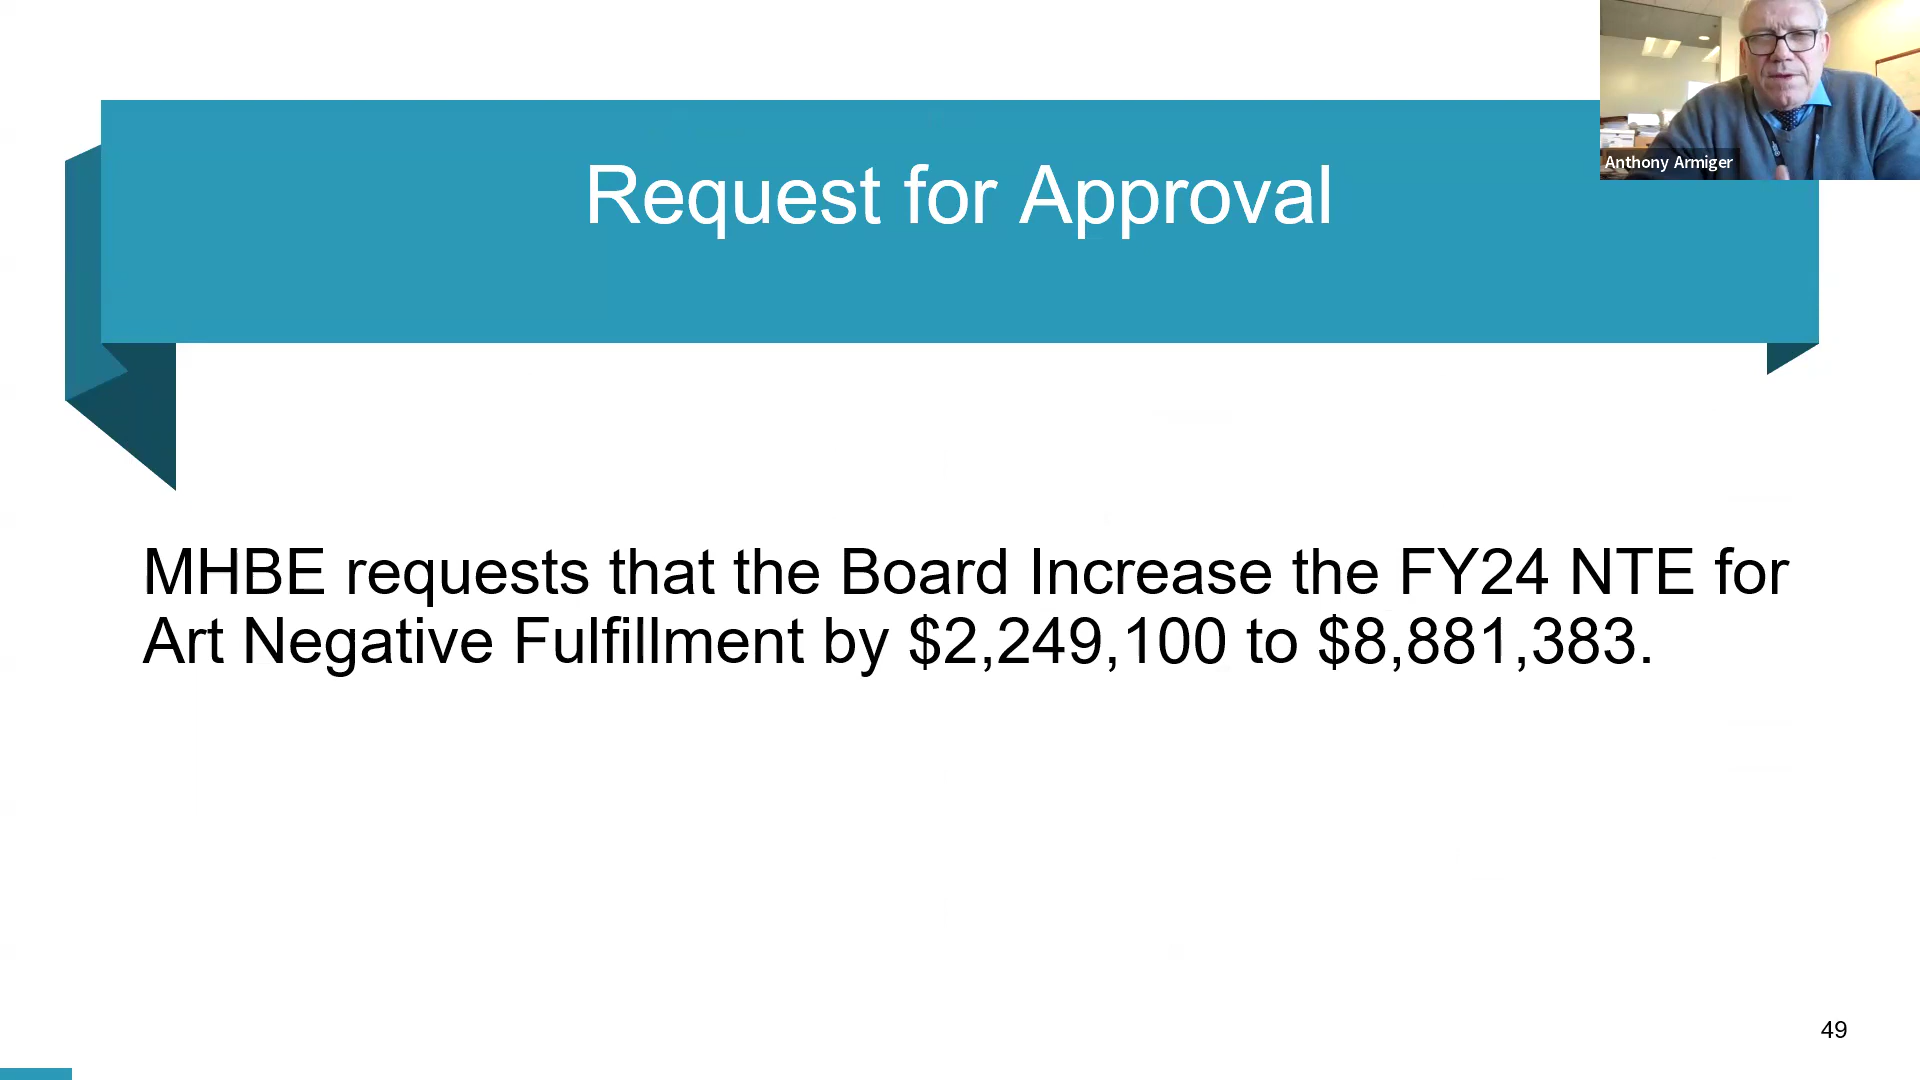 Anthony Armiger
Request for Approval
MHBE requests that the Board Increase the FY24 NTE for
Art Negative Fulfillment by $2,249,100 to $8,881,383.
49